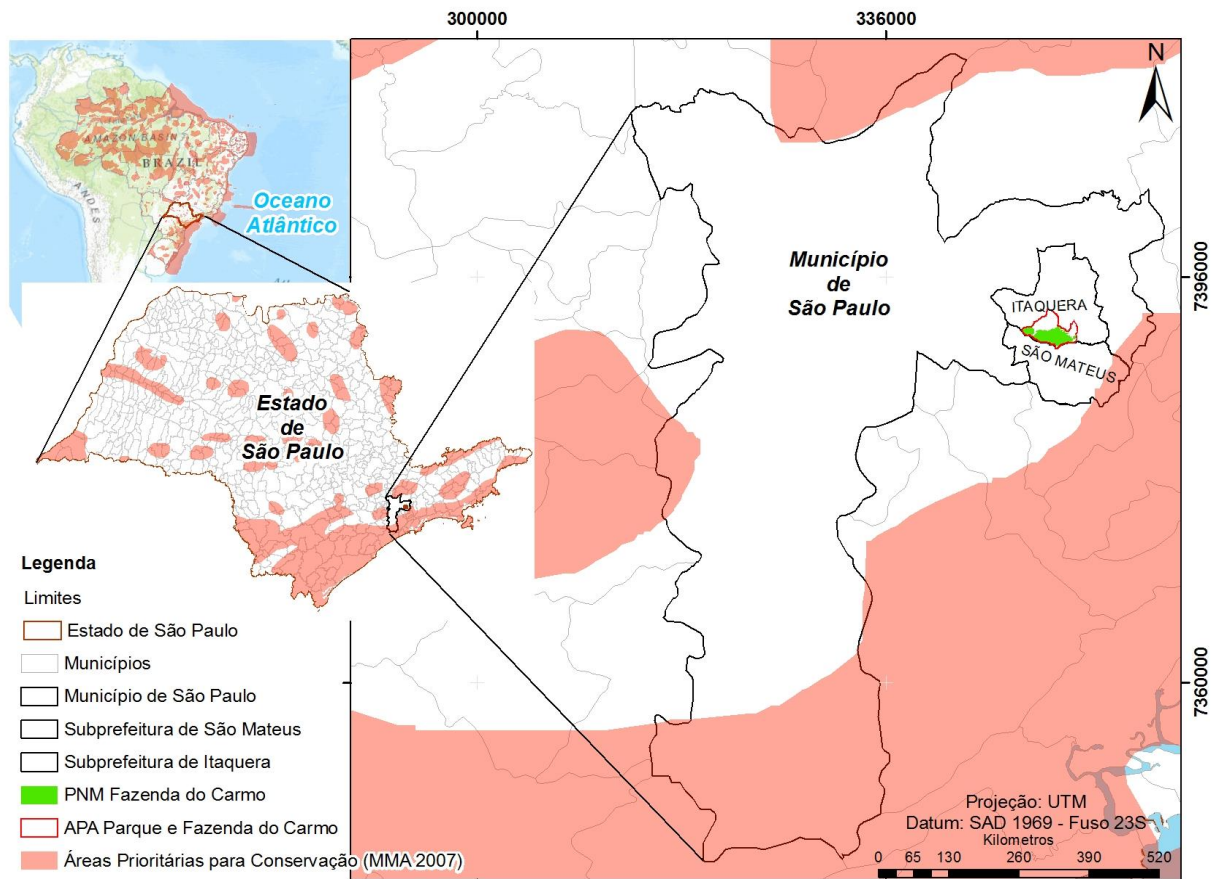 300000
336000
N
AMAZON BASIN
BRAZIL
ANDES
Oceano
Atlântico
7396000
Município
de
São Paulo
ITAQUERA
SÃO MATEUS
Estado
de
São Paulo
7360000
Legenda
Limites
Estado de São Paulo
Municípios
Município de São Paulo
Subprefeitura de São Mateus
Subprefeitura de Itaquera
PNM Fazenda do Carmo
APA Parque e Fazenda do Carmo
Áreas Prioritárias para Conservação (MMA 2007)
Projeção: UTM
Datum: SAD 1969 - Fuso 23S
Kilometros
0 65 130 260 390 520